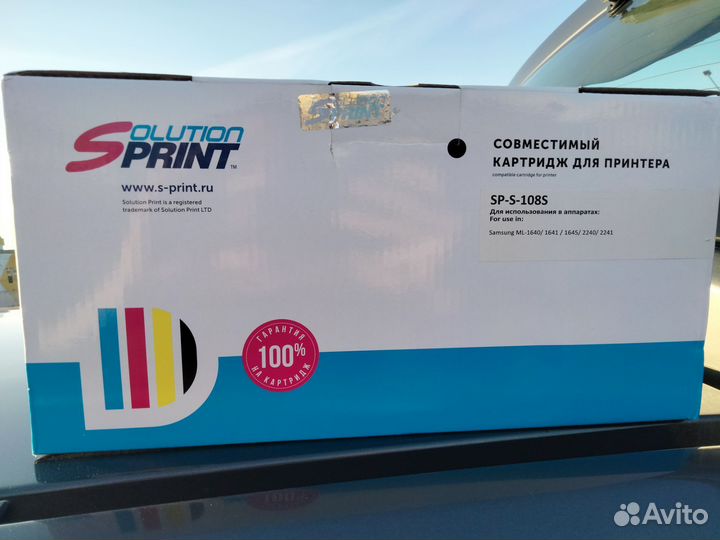 SOLUTION
PRINT™
www.s-print.ru
Solution Print is a registered
trademark of Solution Print LTD
СОВМЕСТИМЫЙ
КАРТРИДЖ ДЛЯ ПРИНТЕРА
compatible cartridge for printer
SP-S-108S
Для использования в аппаратах:
For use in:
Samsung ML-1640/ 1641 / 1645/ 2240/ 2241
ГАРАНТИЯ
100%
НА КАРТРИДЖ
Avito